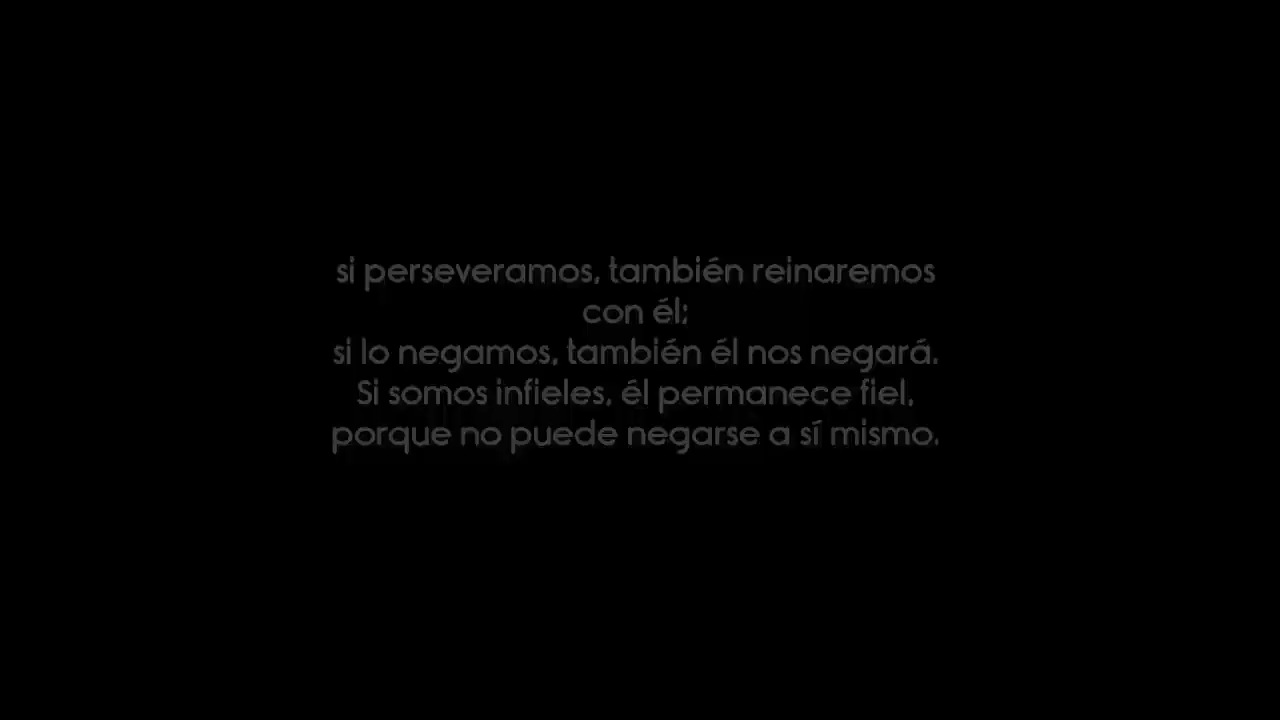 si perseveramos, también reinaremos
con él;
si lo negamos, también él nos negará.
Si somos infieles, él permanece fiel,
porque no puede negarse a sí mismo.